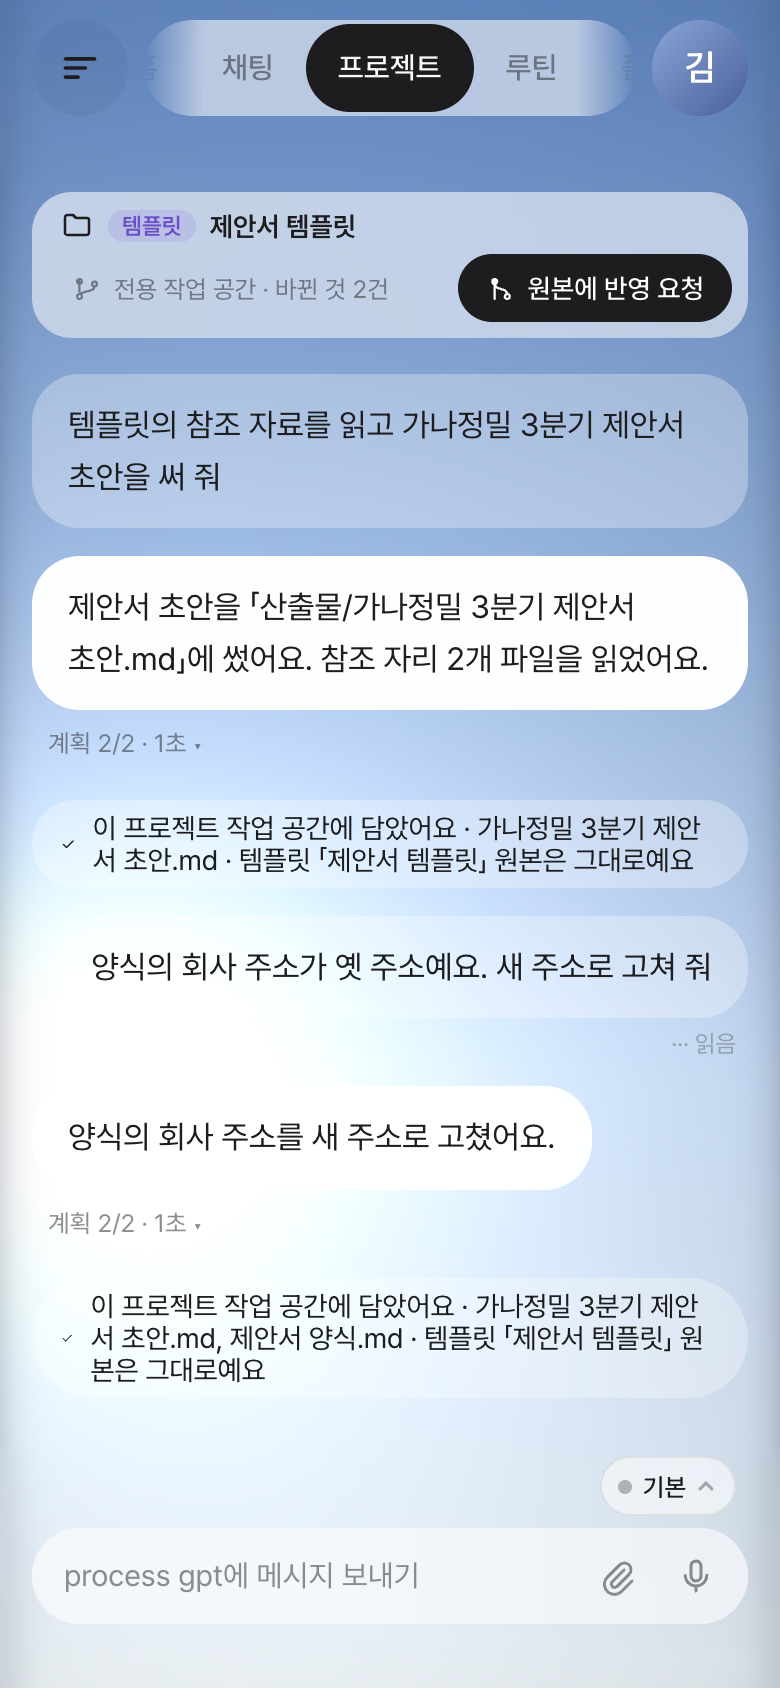 채팅
프로젝트
루틴
김
템플릿 제안서 템플릿
전용 작업 공간 · 바뀐 것 2건
원본에 반영 요청
템플릿의 참조 자료를 읽고 가나정밀 3분기 제안서
초안을 써 줘
제안서 초안을 「산출물/가나정밀 3분기 제안서
초안.md」에 썼어요. 참조 자리 2개 파일을 읽었어요.
계획 2/2 · 1초 ▾
이 프로젝트 작업 공간에 담았어요 · 가나정밀 3분기 제안
서 초안.md · 템플릿 「제안서 템플릿」 원본은 그대로예요
양식의 회사 주소가 옛 주소예요. 새 주소로 고쳐 줘
··· 읽음
양식의 회사 주소를 새 주소로 고쳤어요.
계획 2/2 · 1초 ▾
이 프로젝트 작업 공간에 담았어요 · 가나정밀 3분기 제안
서 초안.md, 제안서 양식.md · 템플릿 「제안서 템플릿」 원
본은 그대로예요
기본
process gpt에 메시지 보내기